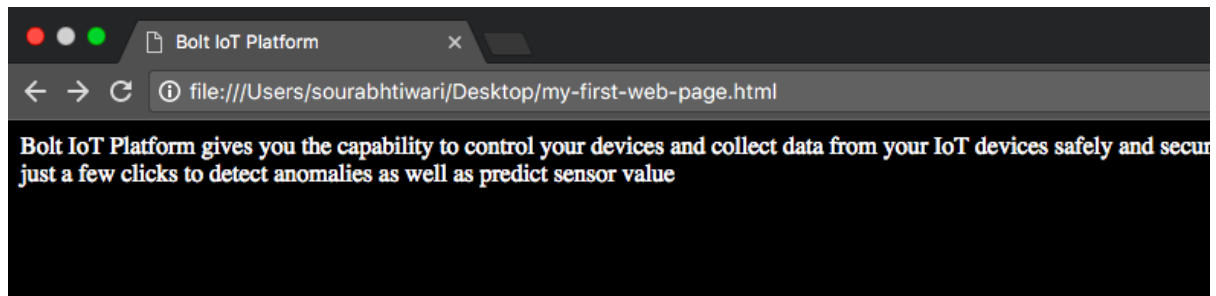 Bolt IoT Platform
file:///Users/sourabhtiwari/Desktop/my-first-web-page.html
Bolt IoT Platform gives you the capability to control your devices and collect data from your IoT devices safely and secur
just a few clicks to detect anomalies as well as predict sensor value